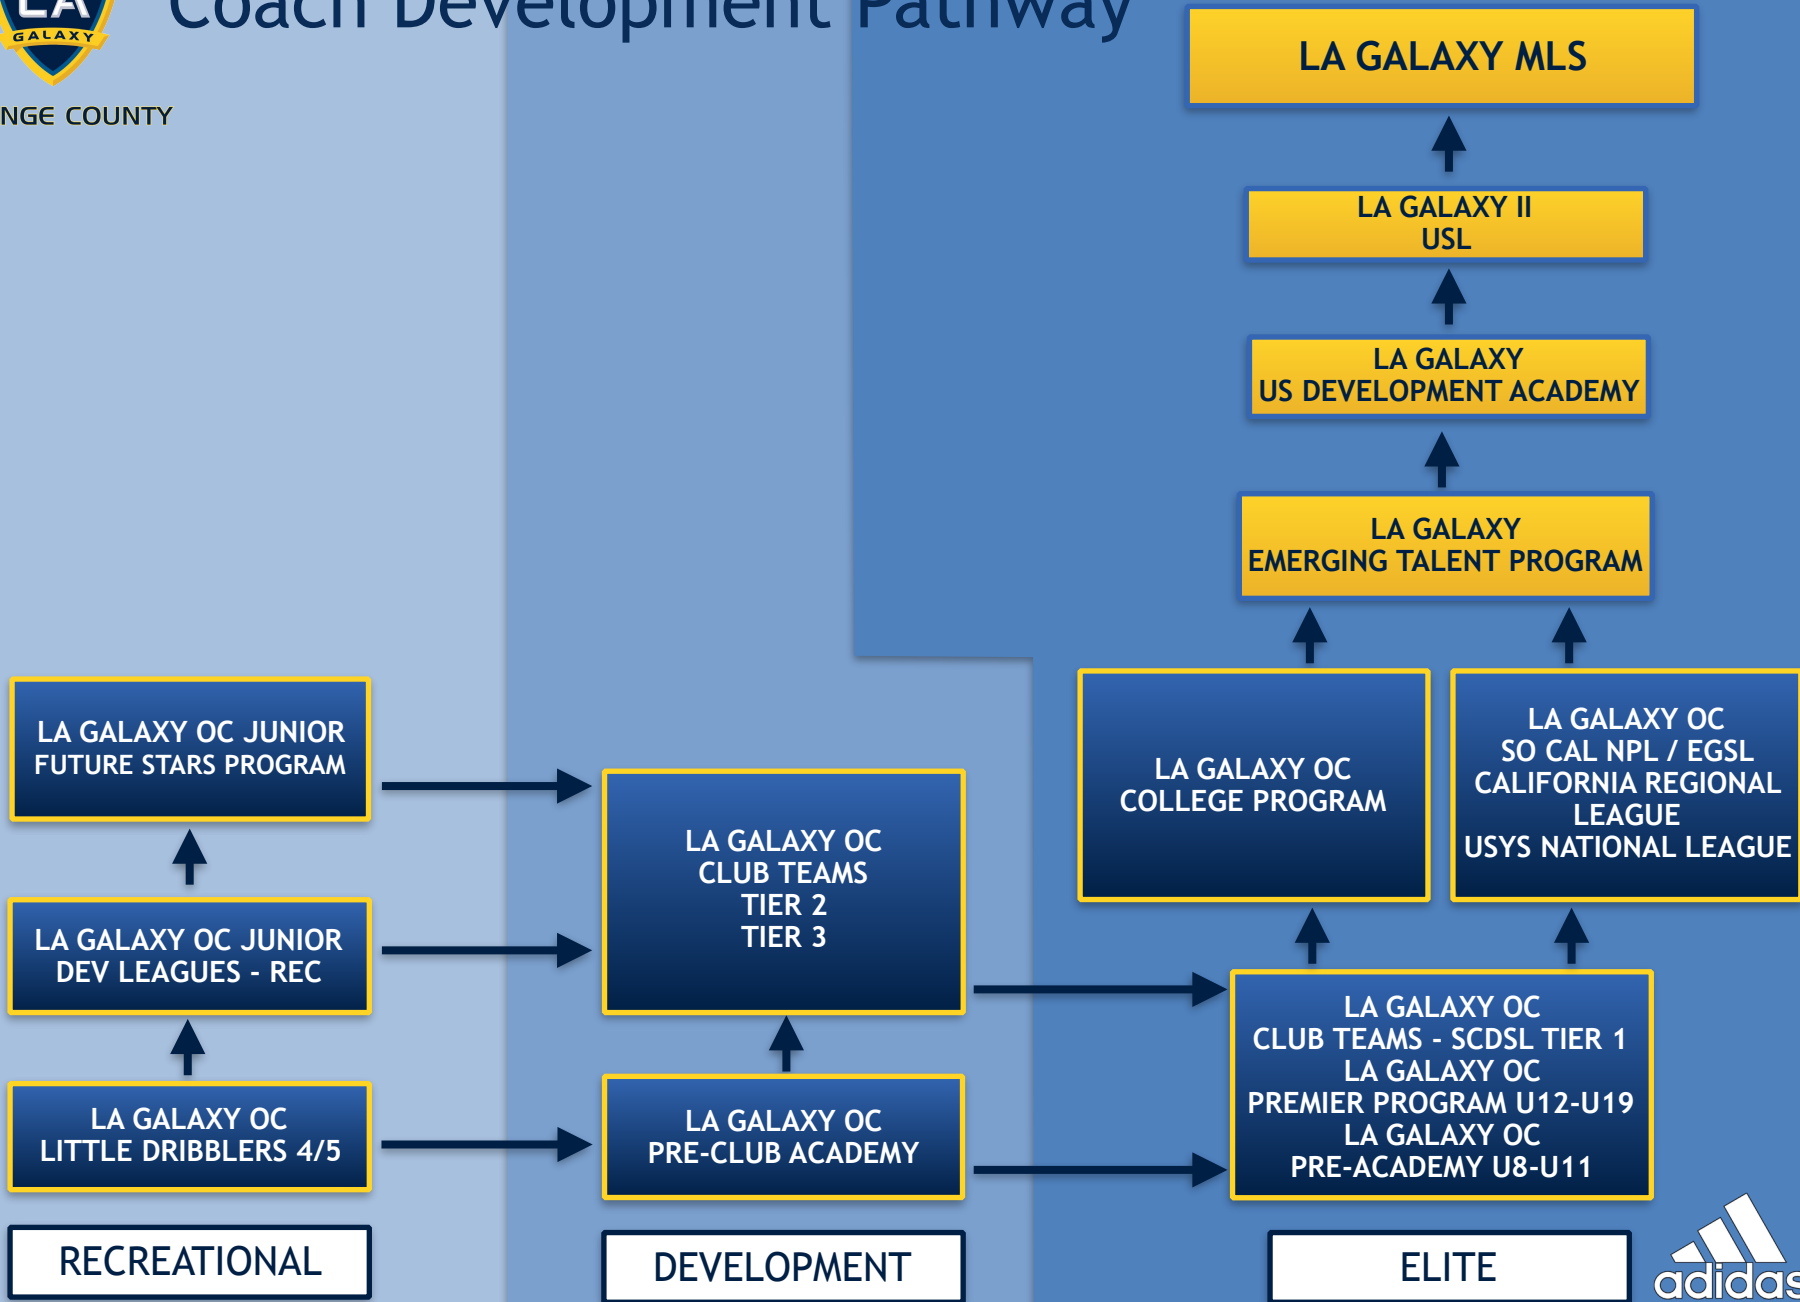 LA
GALAXY
NGE COUNTY
Coach Development Pathway
LA GALAXY MLS
LA GALAXY II
USL
LA GALAXY
US DEVELOPMENT ACADEMY
LA GALAXY
EMERGING TALENT PROGRAM
LA GALAXY OC JUNIOR
FUTURE STARS PROGRAM
LA GALAXY OC JUNIOR
DEV LEAGUES - REC
LA GALAXY OC
LITTLE DRIBBLERS 4/5
RECREATIONAL
LA GALAXY OC
CLUB TEAMS
TIER 2
TIER 3
LA GALAXY OC
PRE-CLUB ACADEMY
DEVELOPMENT
LA GALAXY OC
COLLEGE PROGRAM
LA GALAXY OC
SO CAL NPL / EGSL
CALIFORNIA REGIONAL
LEAGUE
USYS NATIONAL LEAGUE
LA GALAXY OC
CLUB TEAMS - SCDSL TIER 1
LA GALAXY OC
PREMIER PROGRAM U12-U19
LA GALAXY OC
PRE-ACADEMY U8-U11
ELITE
adidas